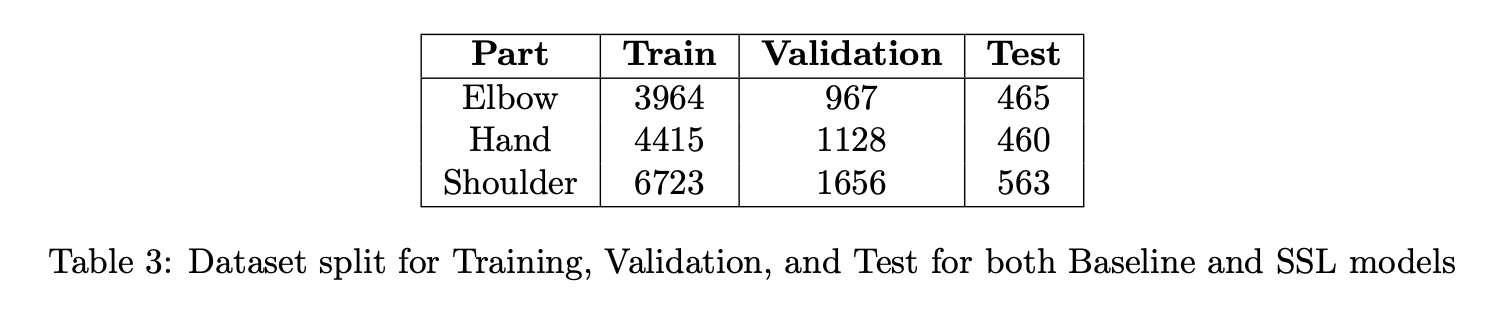 Part Train Validation Test
Elbow 3964 967 465
Hand 4415 1128 460
Shoulder 6723 1656 563
Table 3: Dataset split for Training, Validation, and Test for both Baseline and SSL models